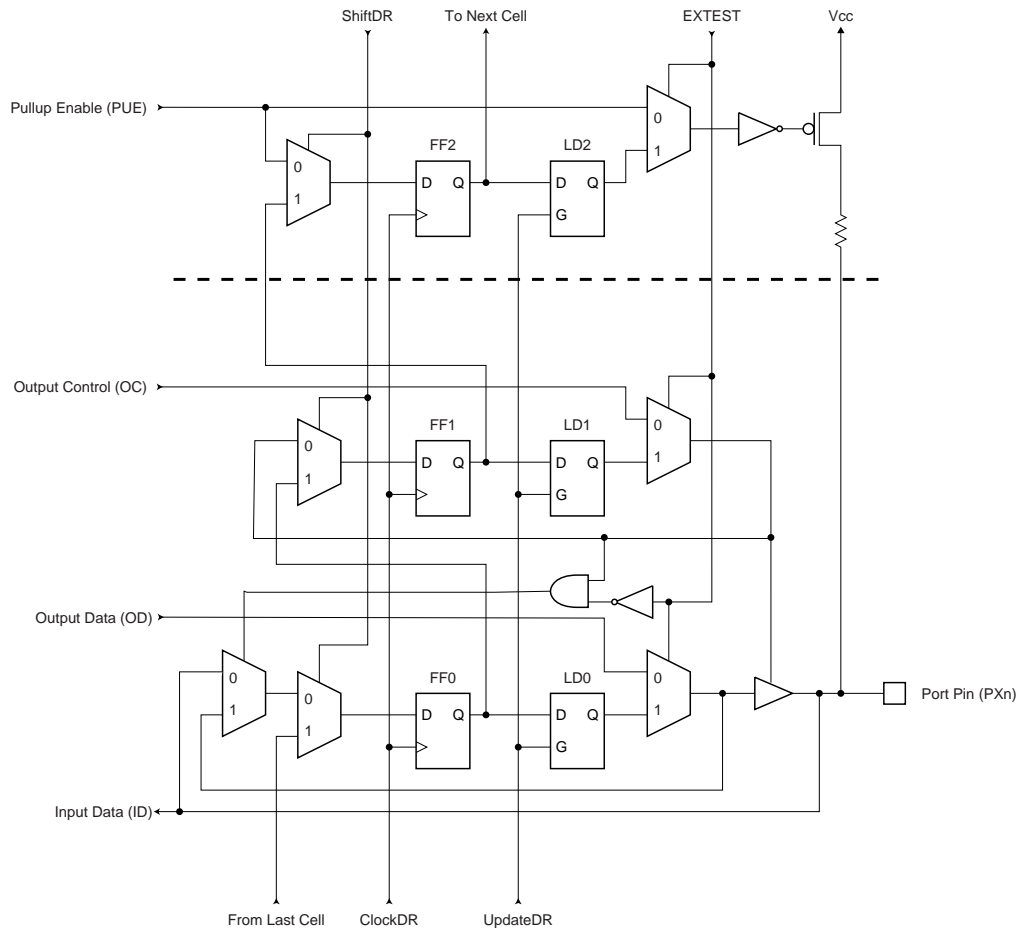 ShiftDR
To Next Cell
EXTEST
Vcc
Pullup Enable (PUE)
0
1
FF2
D Q
LD2
D Q
G
0
1
Output Control (OC)
0
1
FF1
D Q
LD1
D Q
G
0
1
Output Data (OD)
0
1
0
1
FF0
D Q
LD0
D Q
G
0
1
Port Pin (PXn)
Input Data (ID)
From Last Cell
ClockDR
UpdateDR